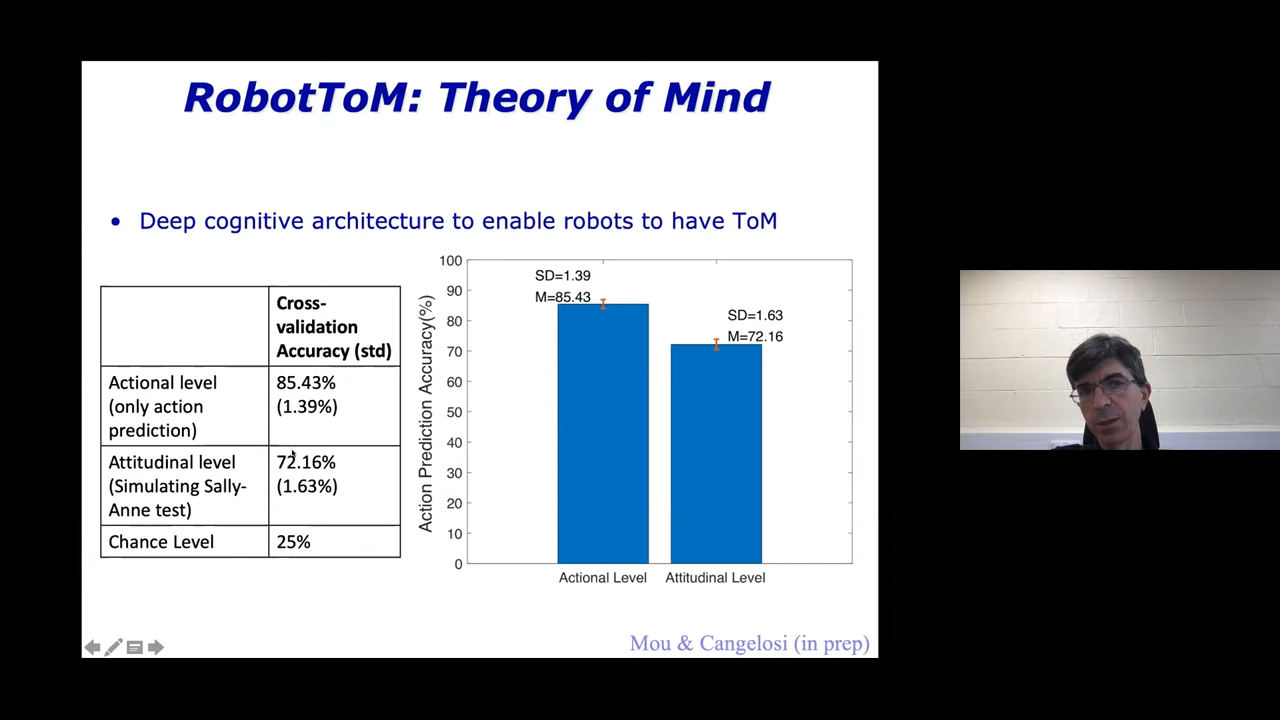 RobotToM: Theory of Mind
• Deep cognitive architecture to enable robots to have ToM
Cross-
validation
Accuracy (std)
Actional level
(only action
prediction)
85.43%
(1.39%)
Attitudinal level
(Simulating Sally-
Anne test)
72.16%
(1.63%)
Chance Level
25%
Action Prediction Accuracy(%)
100
90
80
70
60
50
40
30
20
10
0
SD=1.39
M=85.43
SD=1.63
M=72.16
Actional Level
Attitudinal Level
Mou & Cangelosi (in prep)